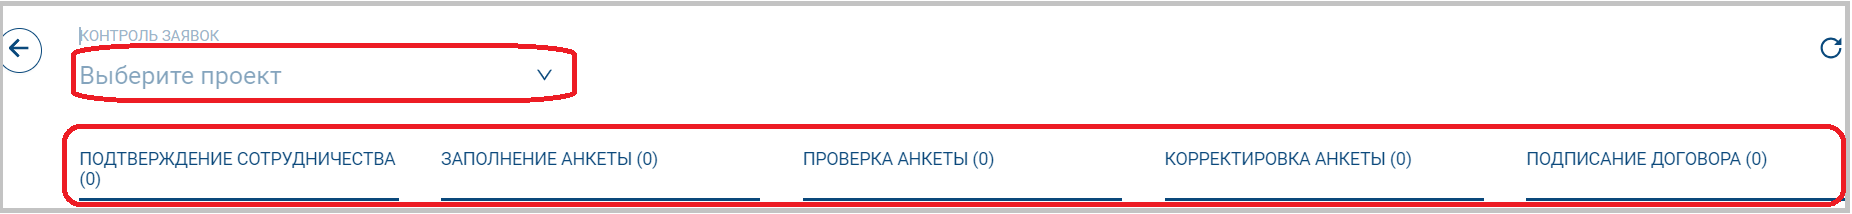 КОНТРОЛЬ ЗАЯВОК
Выберите проект
ПОДТВЕРЖДЕНИЕ СОТРУДНИЧЕСТВА
(0)
ЗАПОЛНЕНИЕ АНКЕТЫ (0)
ПРОВЕРКА АНКЕТЫ (0)
КОРРЕКТИРОВКА АНКЕТЫ (0)
ПОДПИСАНИЕ ДОГОВОРА (0)